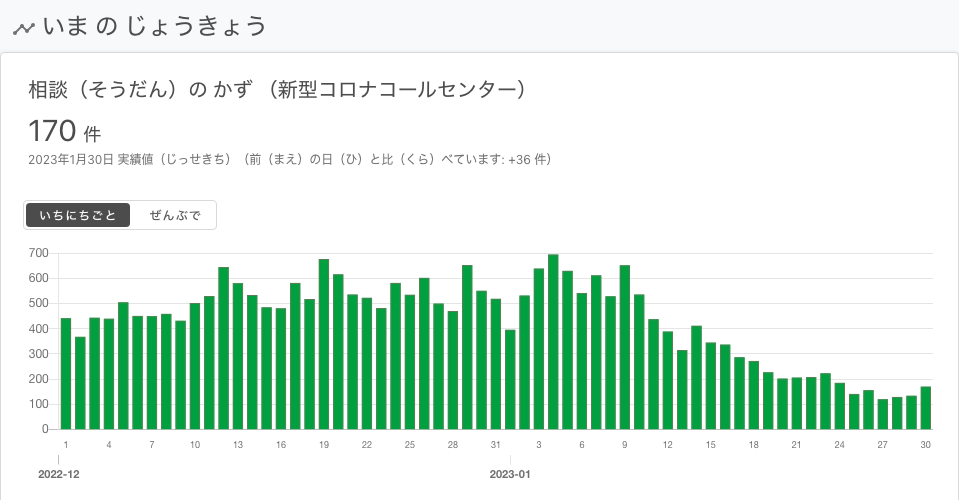 いま の じょうきょう
相談（そうだん）の かず （新型コロナコールセンター）
170 件
2023年1月30日 実績値（じっせきち）（前（まえ）の日（ひ）と比（くら）べています: +36 件）
いちにちごと ぜんぶで
700
600
500
400
300
200
100
0
1 4 7 10 13 16 19 22 25 28 31 3 6 9 12 15 18 21 24 27 30
2022-12 2023-01